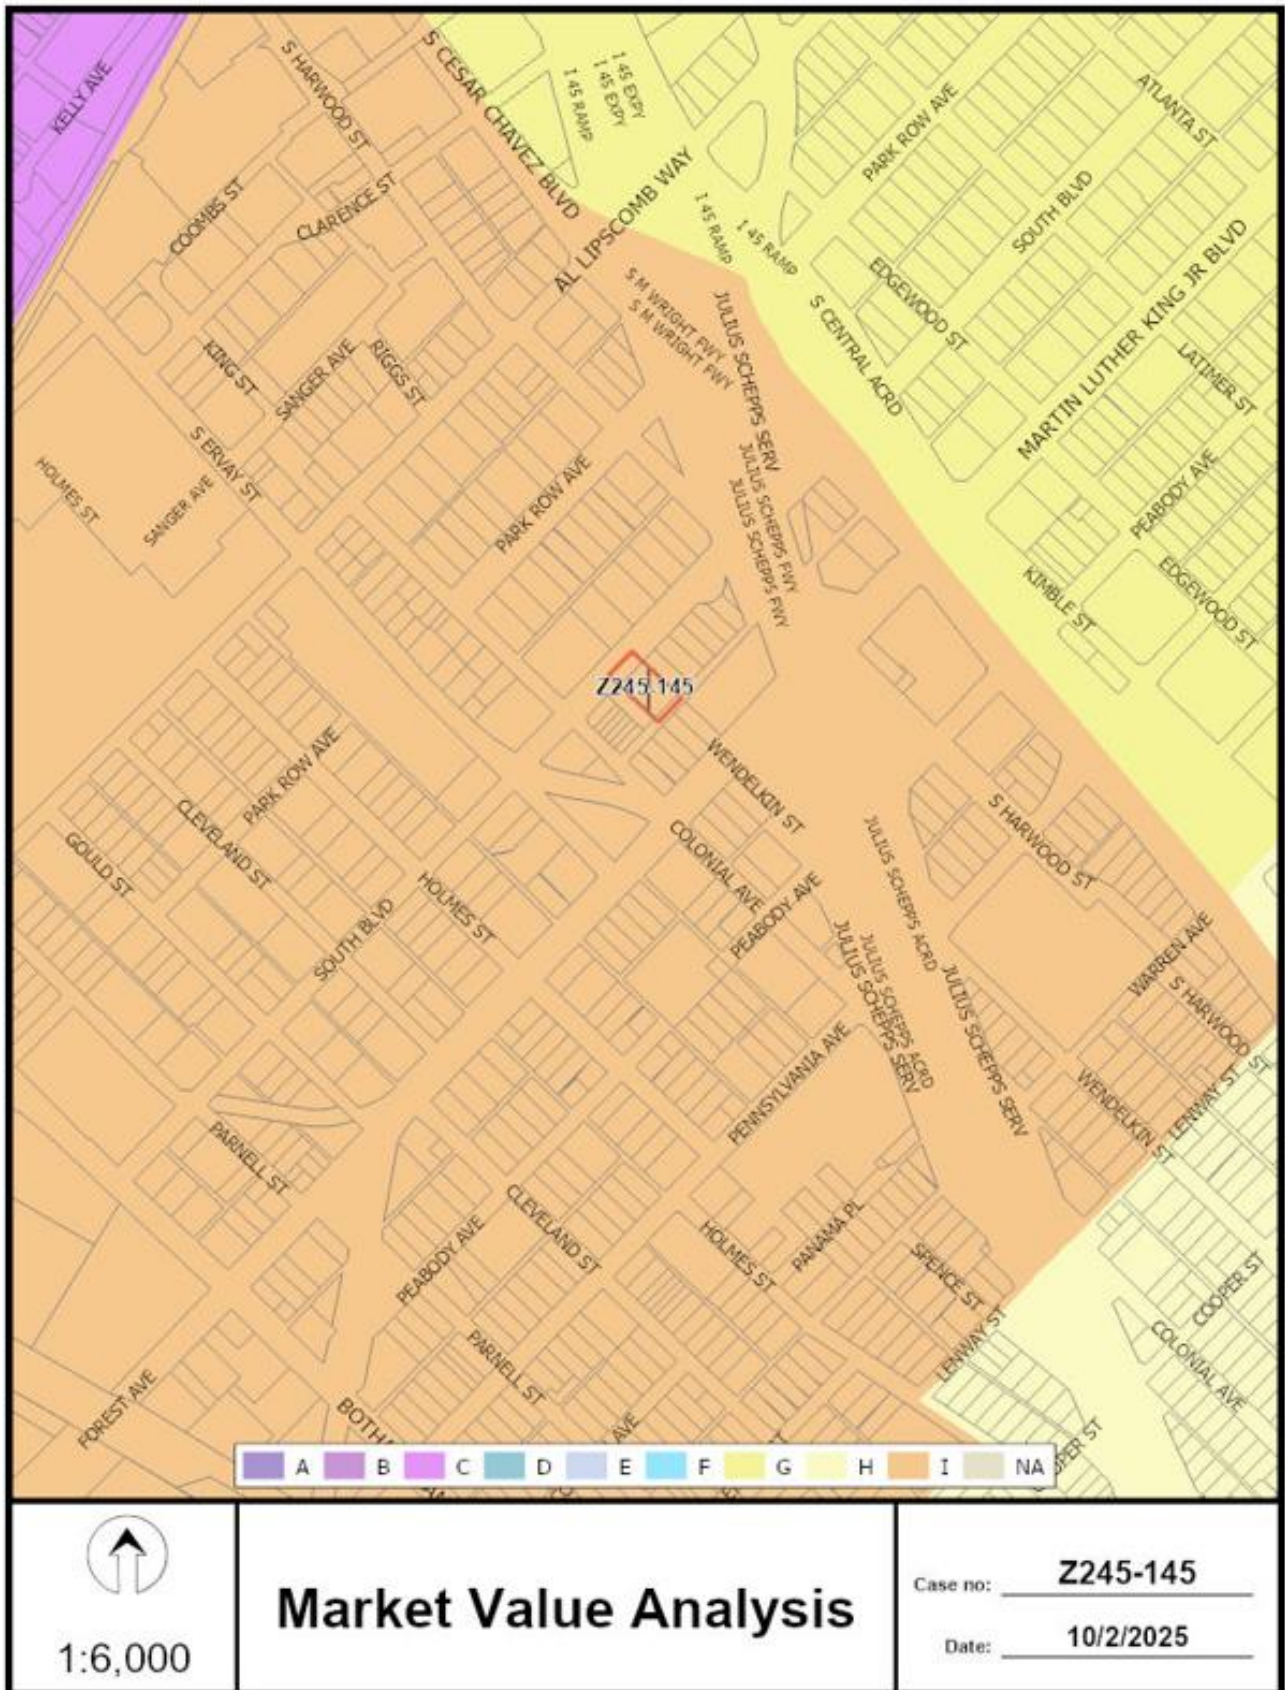 KELLY AVE
S HARWOOD ST
S CESAR CHAVEZ BLVD
I 45 RAMP
I 45 EXPY
I 45 EXPY
ATLANTA ST
PARK ROW AVE
COOMBS ST
CLARENCE ST
AL LIPSCOMB WAY
I 45 RAMP
I 45 RAMP
SOUTH BLVD
MARTIN LUTHER KING JR BLVD
EDGEWOOD ST
S M WRIGHT FWY
S M WRIGHT FWY
JULIUS SCHEPPS SERV
S CENTRAL ACRD
KING ST
SANGER AVE
RIGGS ST
LATIMER ST
S ERVAY ST
HOLMES ST
SANGER AVE
PARK ROW AVE
JULIUS SCHEPPS FWY
JULIUS SCHEPPS FWY
PEABODY AVE
EDGEWOOD ST
KIMBLE ST
Z245-145
PARK ROW AVE
WENDELKIN ST
CLEVELAND ST
GOULD ST
COLONIAL AVE
S HARWOOD ST
JULIUS SCHEPPS ACRD
HOLMES ST
SOUTH BLVD
PEABODY AVE
JULIUS SCHEPPS ACRD
JULIUS SCHEPPS SERV
JULIUS SCHEPPS SERV
WARREN AVE
S HARWOOD ST
PENNSYLVANIA AVE
WENDELKIN ST
LENWAY ST
PARNELL ST
CLEVELAND ST
PEABODY AVE
HOLMES ST
PANAMA PL
SPENCE ST
COOPER ST
COLONIAL AVE
LENWAY ST
PARNELL ST
FOREST AVE
BOTHA
AVE
ST
OPER ST
A B C D E F G H I NA
1:6,000
Market Value Analysis
Case no: Z245-145
Date: 10/2/2025